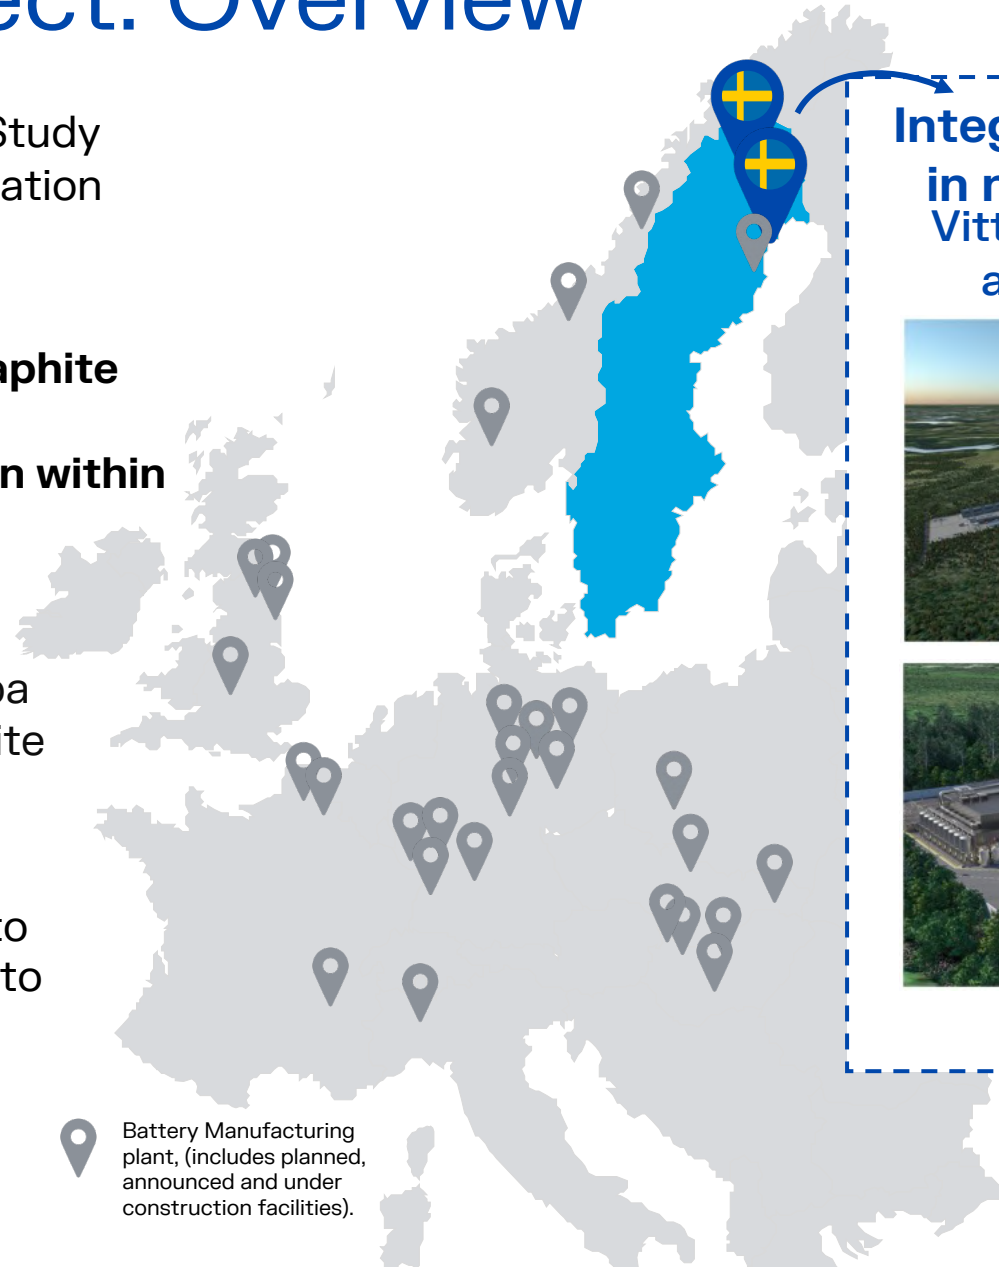 ect: Overview
Study
ation
aphite
n within
pa
ite
to
to
Integ
in r
Vitt
a
Battery Manufacturing
plant, (includes planned,
announced and under
construction facilities).